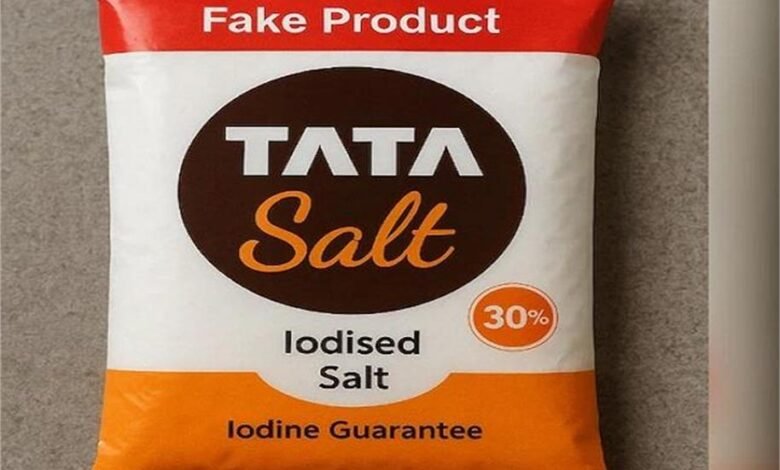 Fake Product
TATA
Salt
30%
Iodised
Salt
Iodine Guarantee